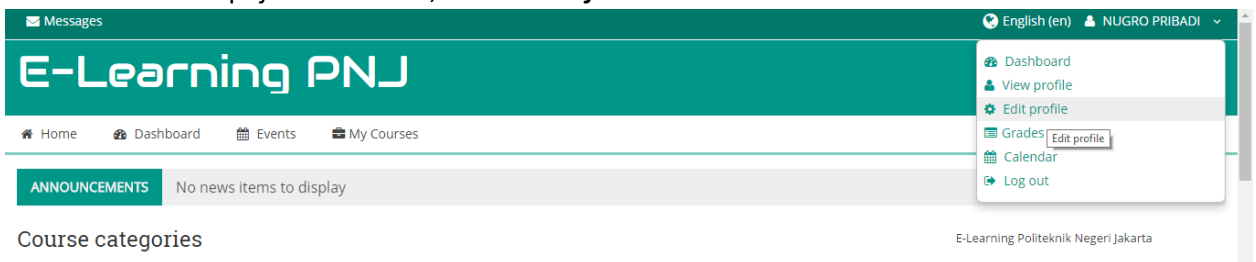 Messages English (en) NUGRO PRIBADI
E-Learning PNJ
Dashboard
View profile
Edit profile
Grades
Edit profile
Calendar
Log out
Home Dashboard Events My Courses
ANNOUNCEMENTS No news items to display
Course categories
E-Learning Politeknik Negeri Jakarta